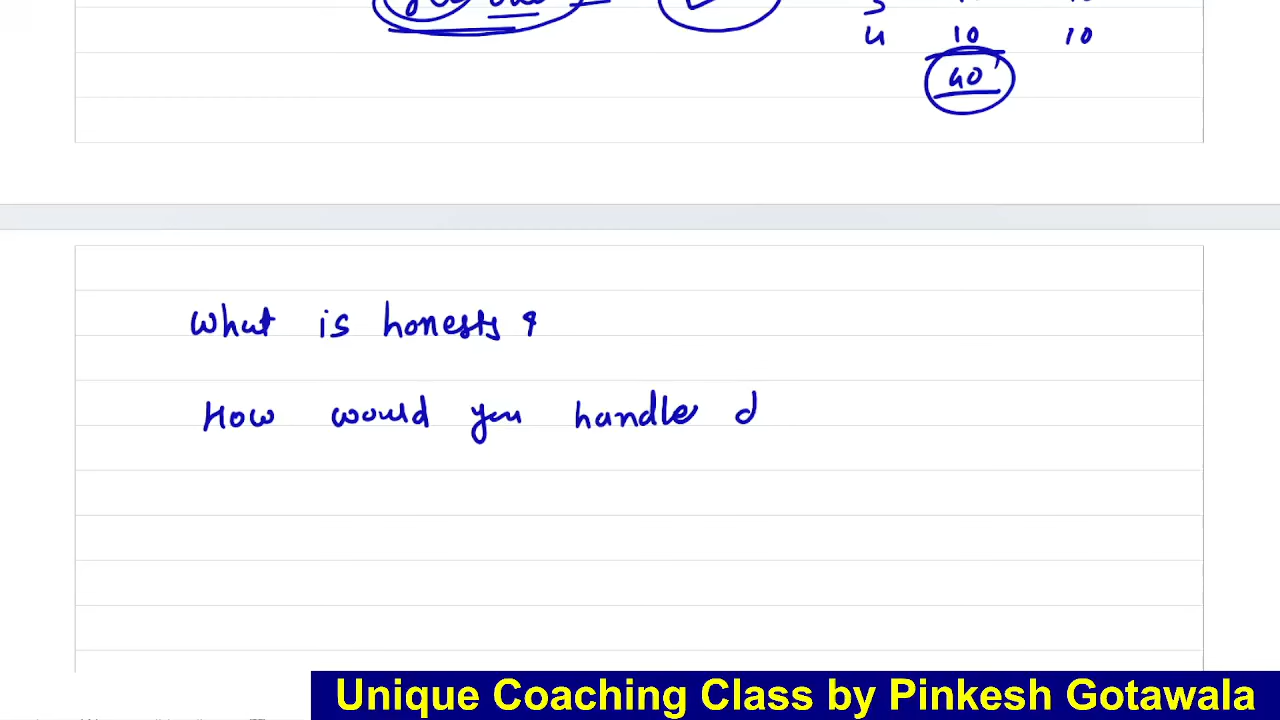 4 10 10
40
What is honesty ?
How would you handle d
Unique Coaching Class by Pinkesh Gotawala